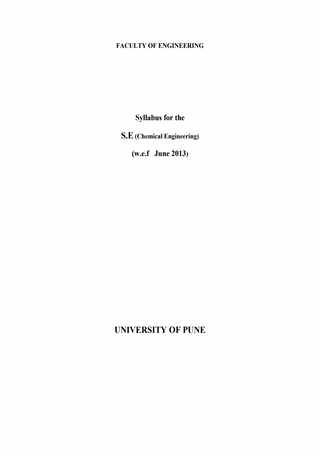 FACULTY OF ENGINEERING
Syllabus for the
S.E (Chemical Engineering)
(w.e.f June 2013)
UNIVERSITY OF PUNE